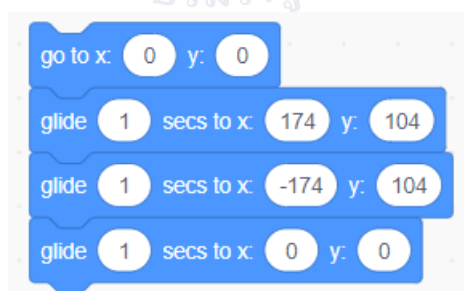 go to x: 0 y: 0
glide 1 secs to x: 174 y: 104
glide 1 secs to x: -174 y: 104
glide 1 secs to x: 0 y: 0